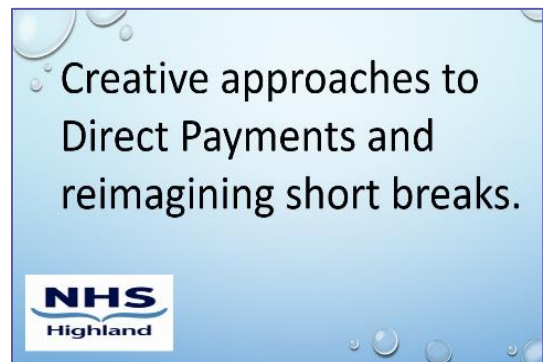 Creative approaches to
Direct Payments and
reimagining short breaks.
NHS
Highland